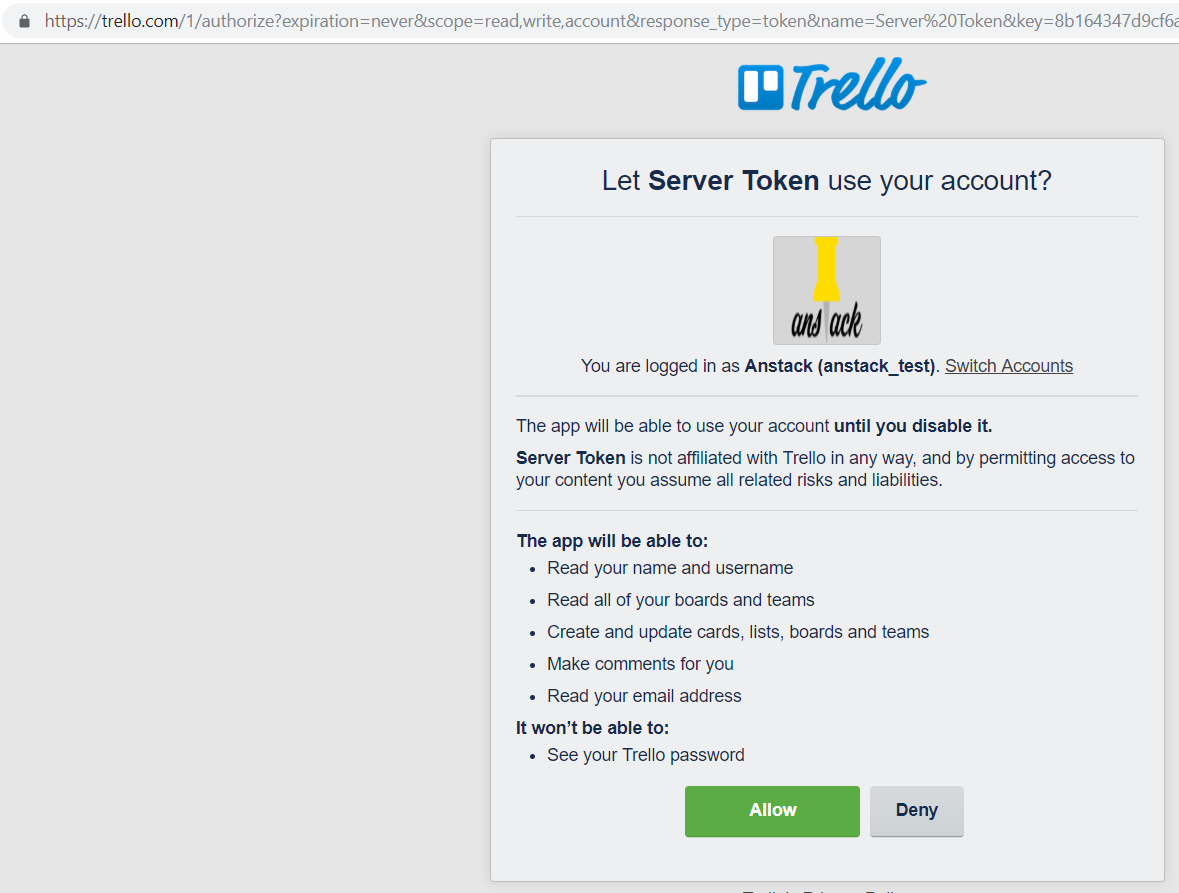 https://trello.com/1/authorize?expiration=never&scope=read,write,account&response_type=token&name=Server%20Token&key=8b164347d9cf6a
Trello
Let Server Token use your account?
ans ack
You are logged in as Anstack (anstack_test). Switch Accounts
The app will be able to use your account until you disable it.
Server Token is not affiliated with Trello in any way, and by permitting access to
your content you assume all related risks and liabilities.
The app will be able to:
• Read your name and username
• Read all of your boards and teams
• Create and update cards, lists, boards and teams
• Make comments for you
• Read your email address
It won’t be able to:
• See your Trello password
Allow Deny